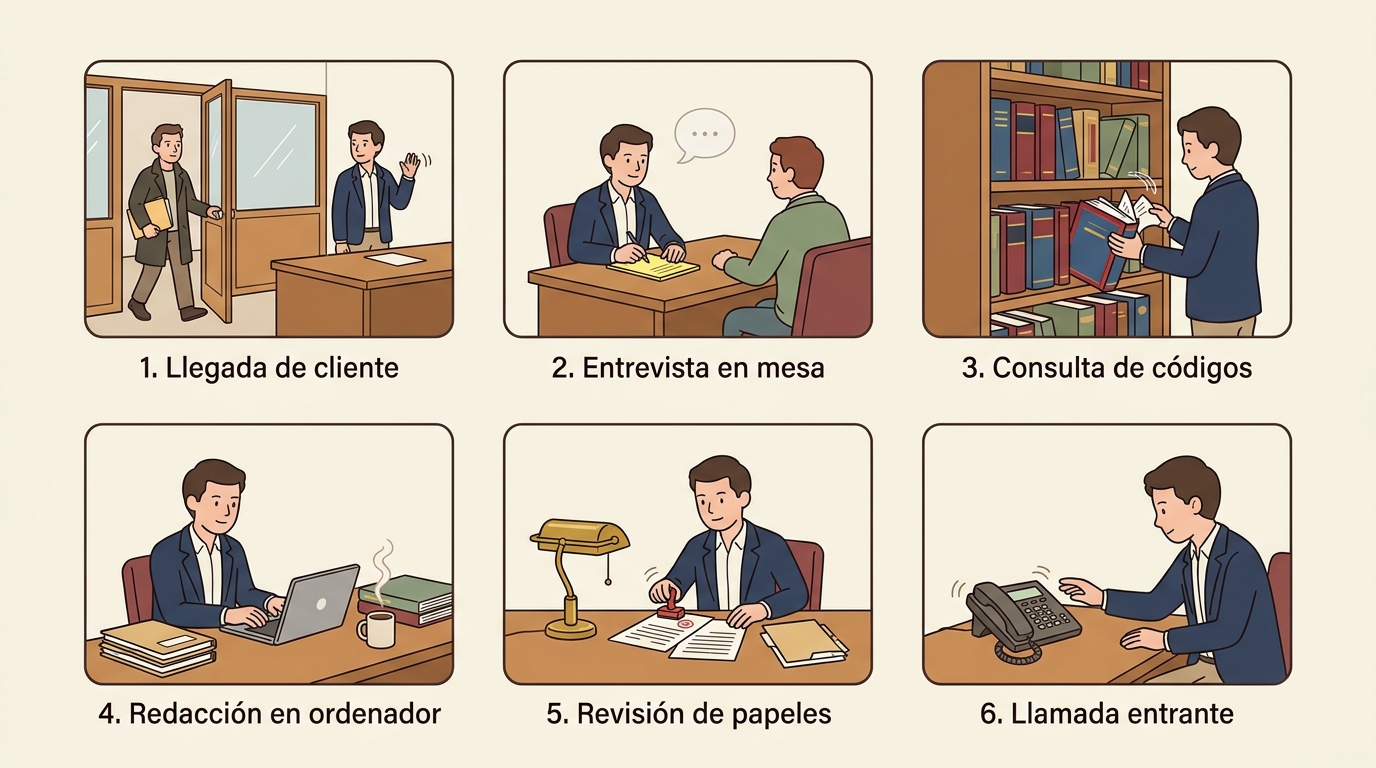 1. Llegada de cliente
2. Entrevista en mesa
3. Consulta de códigos
4. Redacción en ordenador
5. Revisión de papeles
6. Llamada entrante